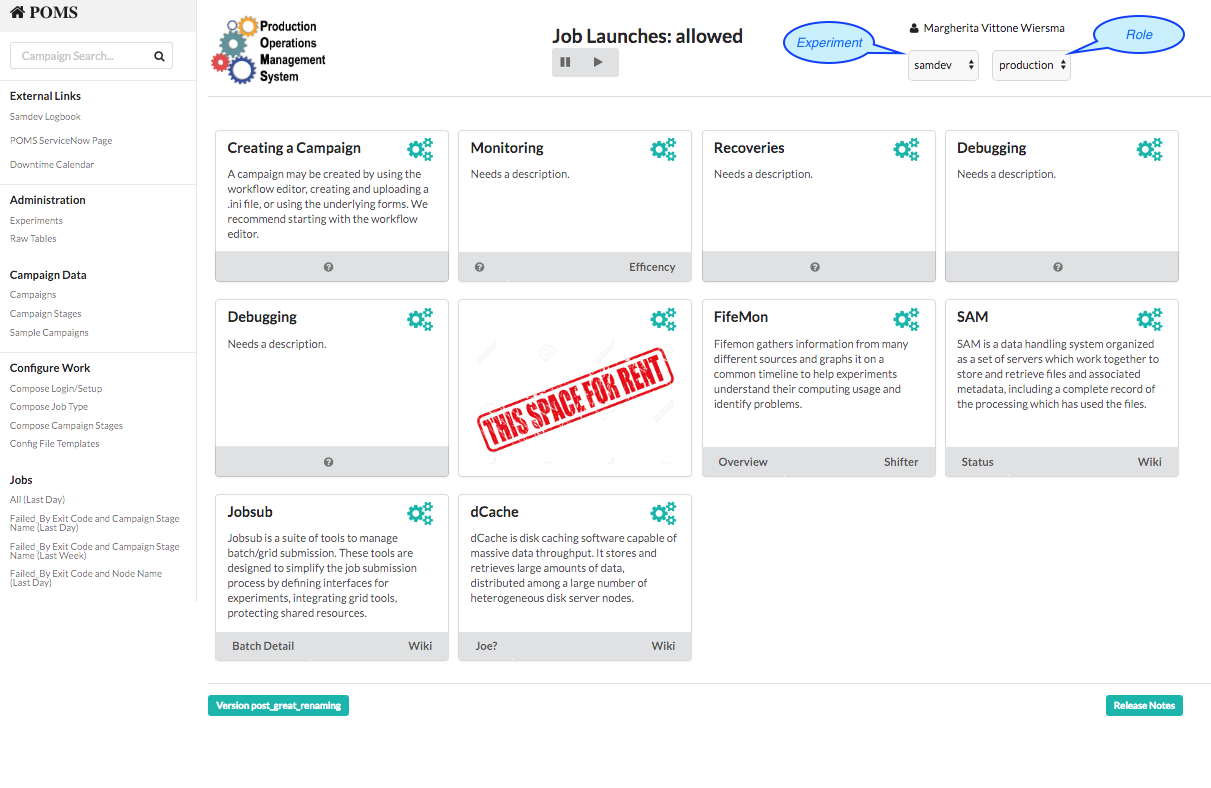 POMS
Campaign Search...
External Links
Samdev Logbook
POMS ServiceNow Page
Downtime Calendar
Administration
Experiments
Raw Tables
Campaign Data
Campaigns
Campaign Stages
Sample Campaigns
Configure Work
Compose Login/Setup
Compose Job Type
Compose Campaign Stages
Config File Templates
Jobs
All (Last Day)
Failed_By Exit Code and Campaign Stage
Name (Last Day)
Failed_By Exit Code and Campaign Stage
Name (Last Week)
Failed_By Exit Code and Node Name
(Last Day)
Production
Operations
Management
System
Job Launches: allowed
Experiment
Margherita Vittone Wiersma
Role
samdev
production
Creating a Campaign
A campaign may be created by using the
workflow editor, creating and uploading a
.ini file, or using the underlying forms. We
recommend starting with the workflow
editor.
Monitoring
Needs a description.
Efficency
Recoveries
Needs a description.
Debugging
Needs a description.
Debugging
Needs a description.
THIS SPACE FOR RENT
FifeMon
Fifemon gathers information from many
different sources and graphs it on a
common timeline to help experiments
understand their computing usage and
identify problems.
Overview
Shifter
SAM
SAM is a data handling system organized
as a set of servers which work together to
store and retrieve files and associated
metadata, including a complete record of
the processing which has used the files.
Status
Wiki
Jobsub
Jobsub is a suite of tools to manage
batch/grid submission. These tools are
designed to simplify the job submission
process by defining interfaces for
experiments, integrating grid tools,
protecting shared resources.
Batch Detail
Wiki
dCache
dCache is disk caching software capable of
massive data throughput. It stores and
retrieves large amounts of data,
distributed among a large number of
heterogeneous disk server nodes.
Joe?
Wiki
Version post_great_renaming
Release Notes